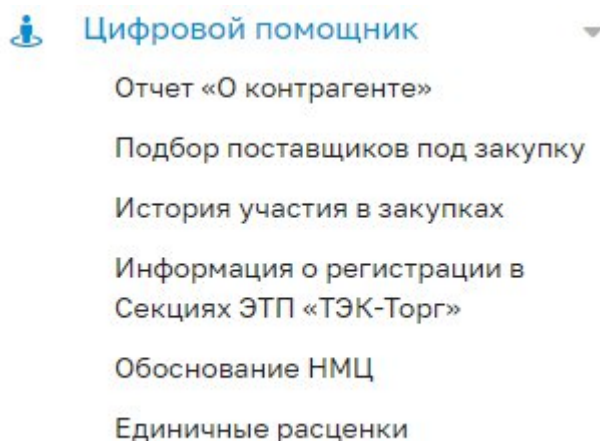 Цифровой помощник
Отчет «О контрагенте»
Подбор поставщиков под закупку
История участия в закупках
Информация о регистрации в
Секциях ЭТП «ТЭК-Торг»
Обоснование НМЦ
Единичные расценки